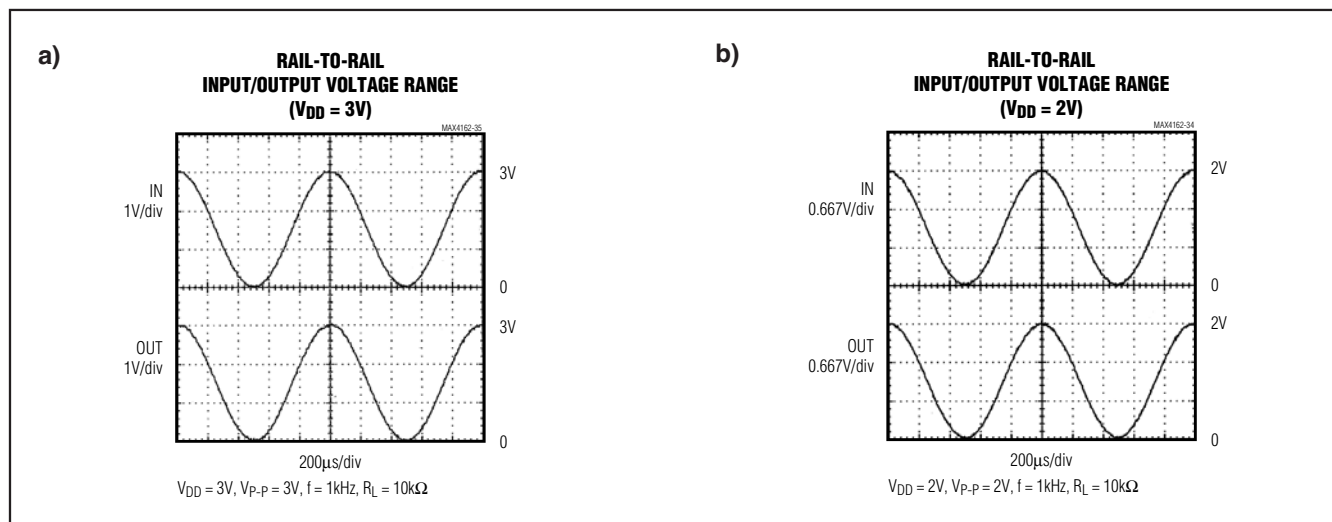 a)
RAIL-TO-RAIL
INPUT/OUTPUT VOLTAGE RANGE
(VDD = 3V)
MAX4162-35
IN
1V/div
3V
0
OUT
1V/div
3V
0
200µs/div
VDD = 3V, VP-P = 3V, f = 1kHz, RL = 10kΩ
b)
RAIL-TO-RAIL
INPUT/OUTPUT VOLTAGE RANGE
(VDD = 2V)
MAX4162-34
IN
0.667V/div
2V
0
OUT
0.667V/div
2V
0
200µs/div
VDD = 2V, VP-P = 2V, f = 1kHz, RL = 10kΩ